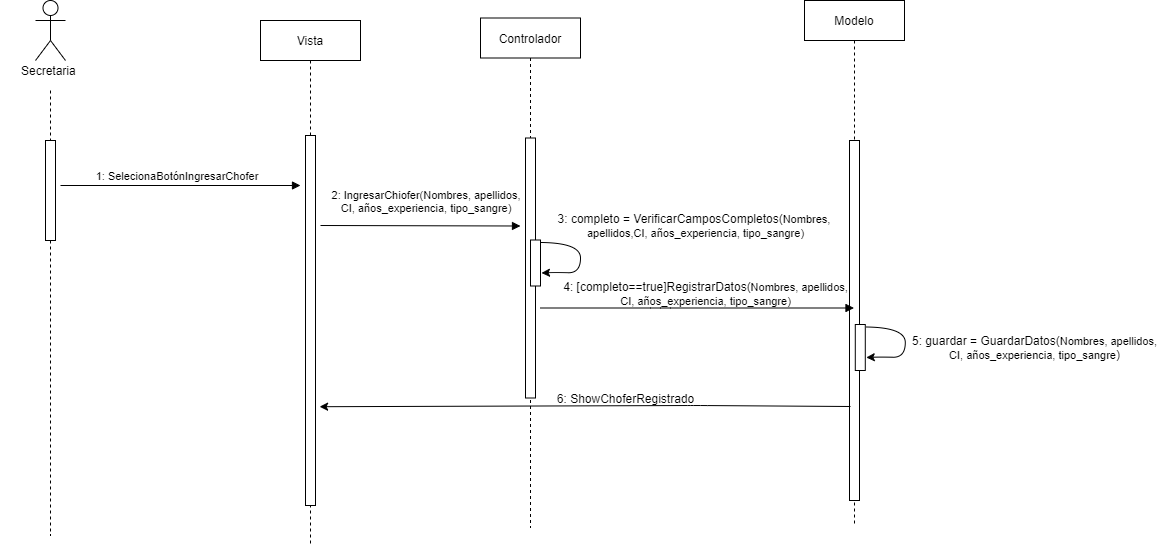 Secretaria
Vista
Controlador
Modelo
1: SelecionaBotónIngresarChofer
2: IngresarChiofer(Nombres, apellidos,
CI, años_experiencia, tipo_sangre)
3: completo = VerificarCamposCompletos(Nombres,
apellidos,CI, años_experiencia, tipo_sangre)
4: [completo==true]RegistrarDatos(Nombres, apellidos,
CI, años_experiencia, tipo_sangre)
5: guardar = GuardarDatos(Nombres, apellidos,
CI, años_experiencia, tipo_sangre)
6: ShowChoferRegistrado